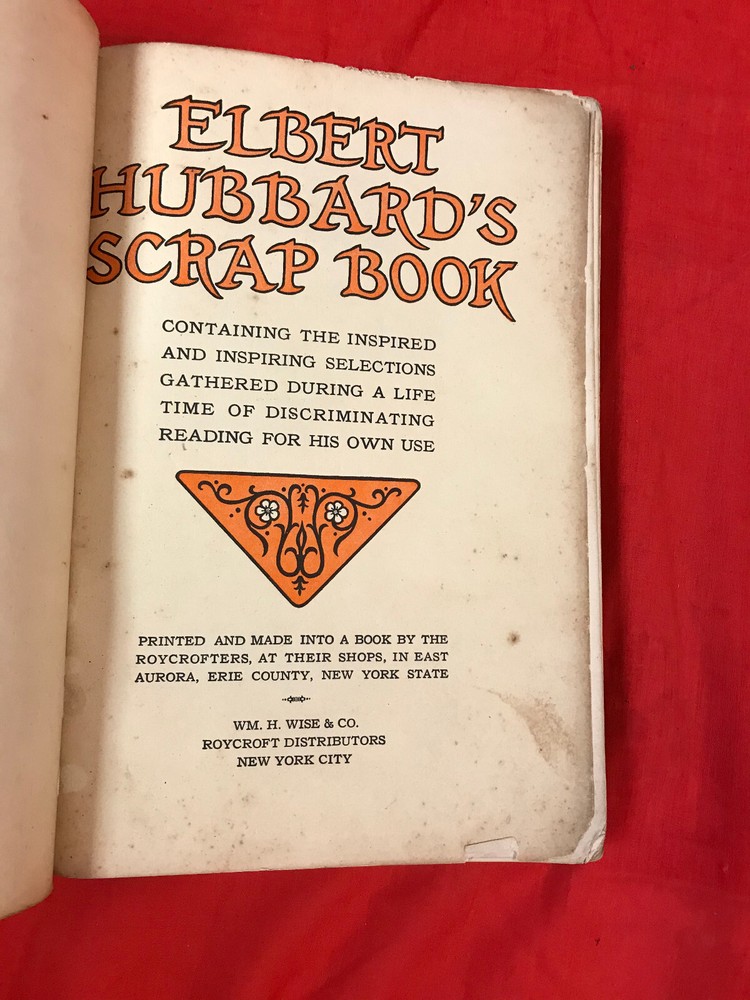 ELBERT
HUBBARD'S
SCRAP BOOK
CONTAINING THE INSPIRED
AND INSPIRING SELECTIONS
GATHERED DURING A LIFE
TIME OF DISCRIMINATING
READING FOR HIS OWN USE
PRINTED AND MADE INTO A BOOK BY THE
ROYCROFTERS, AT THEIR SHOPS, IN EAST
AURORA, ERIE COUNTY, NEW YORK STATE
WM. H. WISE & CO.
ROYCROFT DISTRIBUTORS
NEW YORK CITY